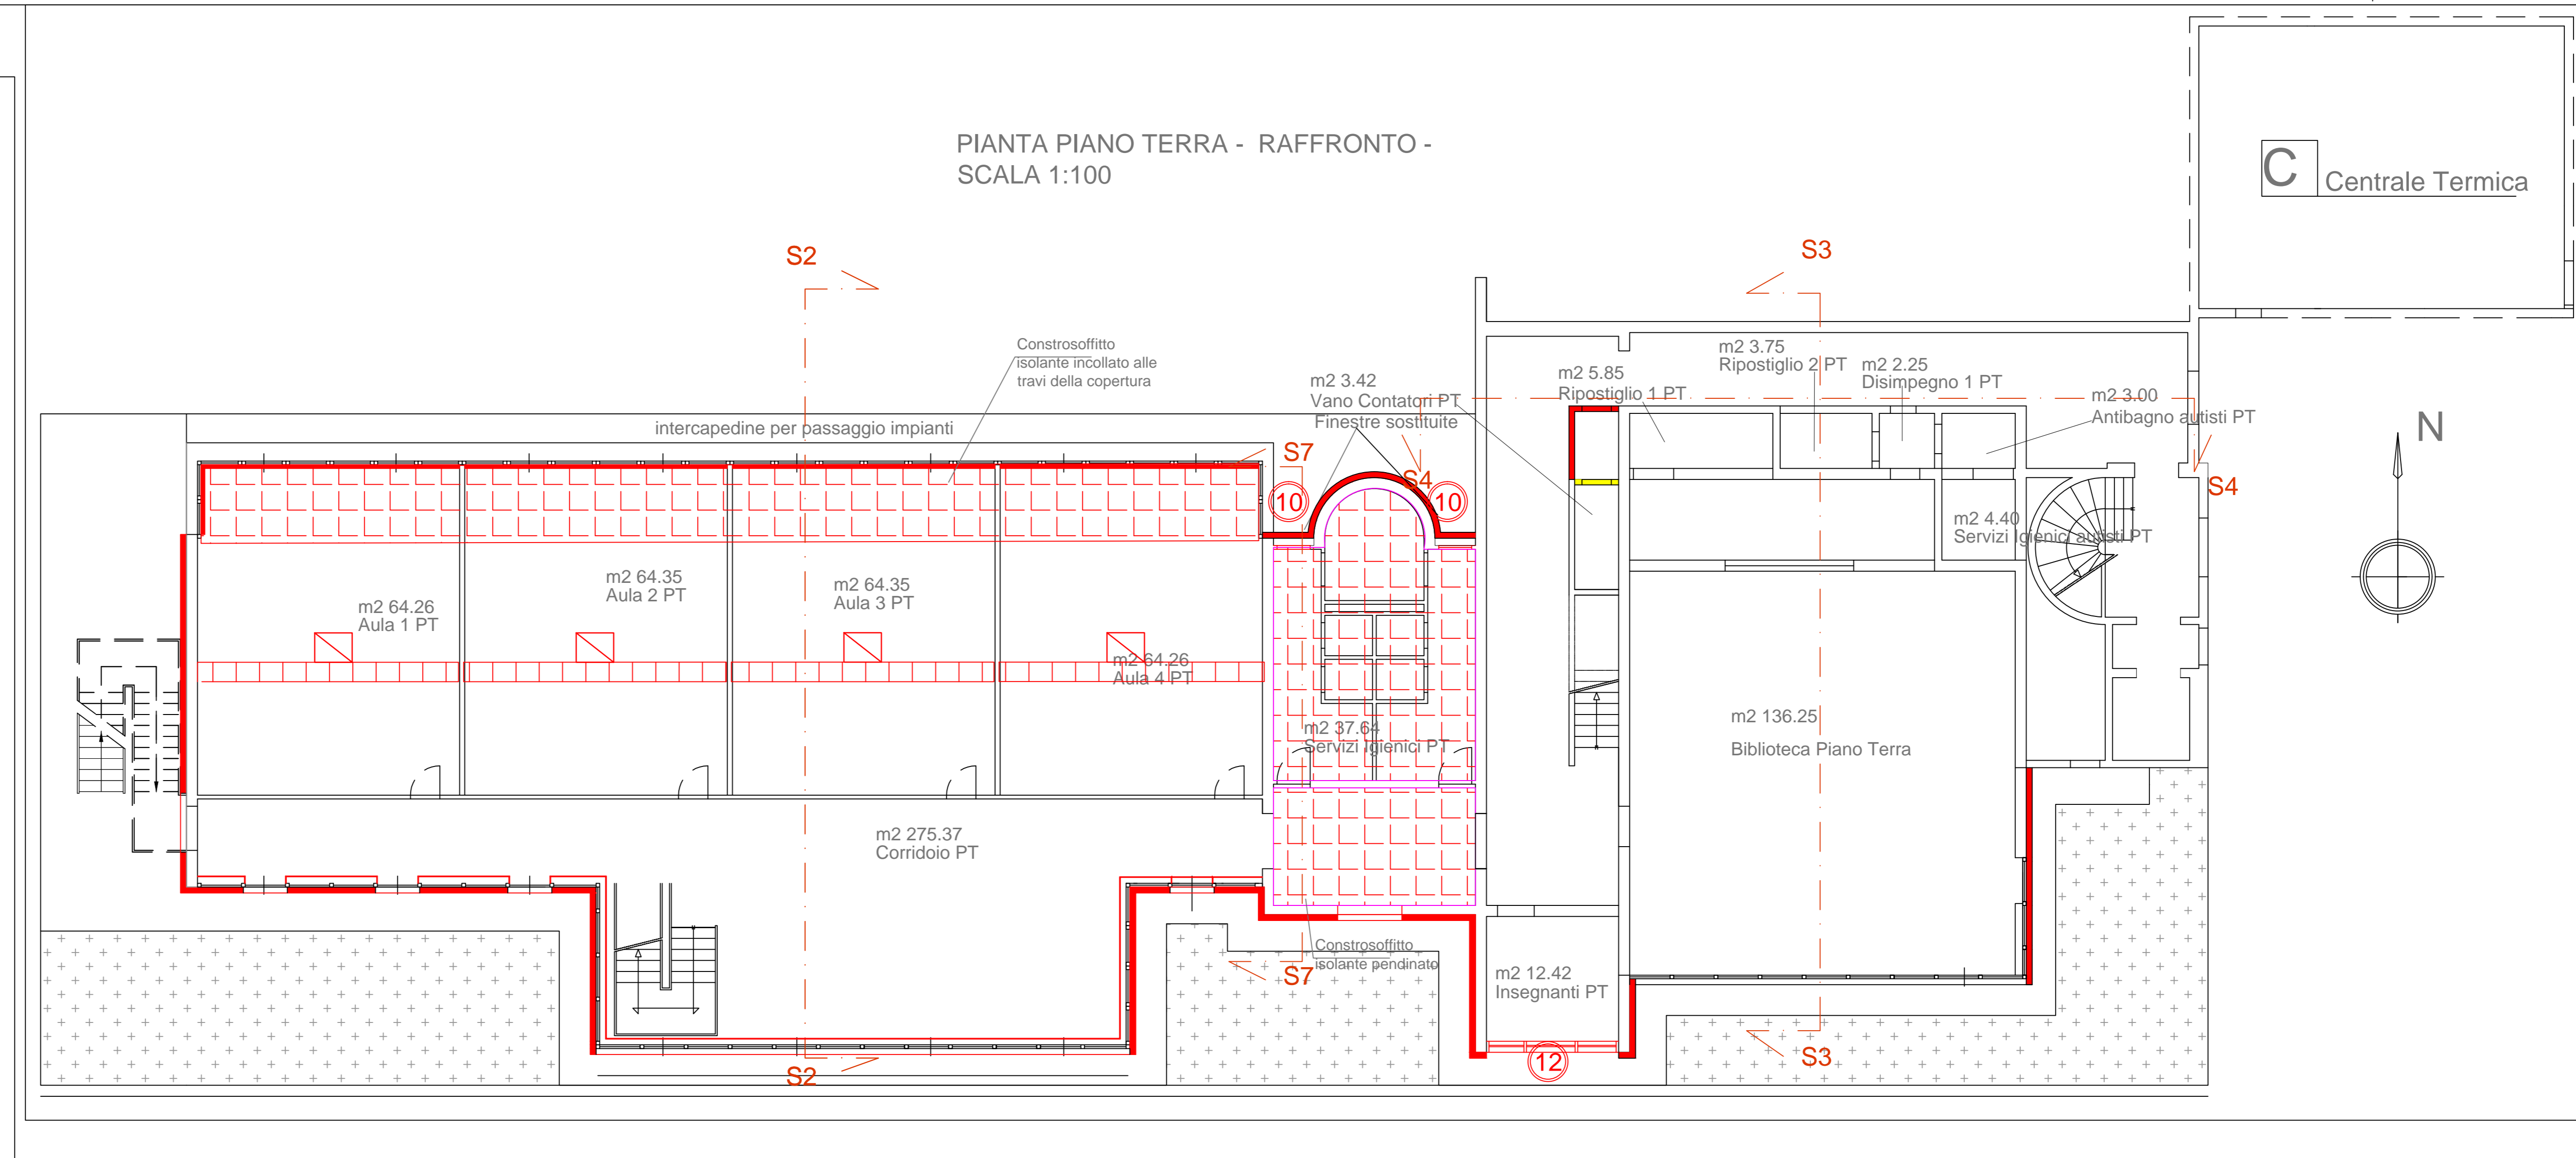 PIANTA PIANO TERRA - RAFFRONTO -
SCALA 1:100
C
Centrale Termica
S2
S3
Constrosoffitto
isolante incollato alle
travi della copertura
m2 3.42
Vano Contatori PT
Finestre sostituite
m2 5.85
Ripostiglio 1 PT
m2 3.75
Ripostiglio 2 PT
m2 2.25
Disimpegno 1 PT
m2 3.00
Antibagno autisti PT
N
intercapedine per passaggio impianti
S7
S4
S4
10
10
m2 4.40
Servizi Igienici autisti PT
m2 64.26
Aula 1 PT
m2 64.35
Aula 2 PT
m2 64.35
Aula 3 PT
m2 64.26
Aula 4 PT
m2 37.64
Servizi Igienici PT
m2 136.25
Biblioteca Piano Terra
m2 275.37
Corridoio PT
Constrosoffitto
isolante pendinato
S7
m2 12.42
Insegnanti PT
S2
12
S3